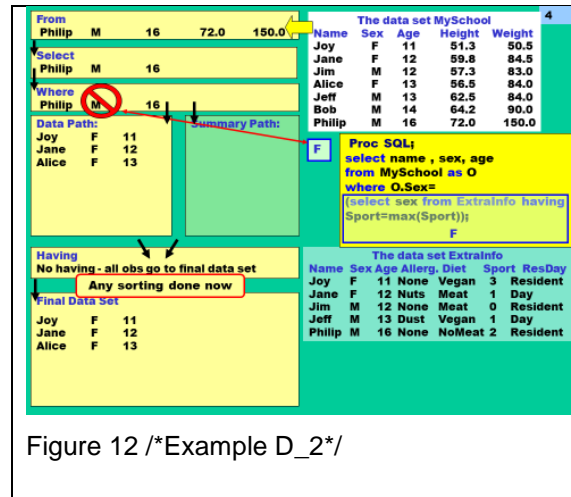 4
From
Philip M 16 72.0 150.0
Select
Philip M 16
Where
Philip M 16
Data Path:
Joy F 11
Jane F 12
Alice F 13
Summary Path:
Having
No having - all obs go to final data set
Any sorting done now
Final Data Set
Joy F 11
Jane F 12
Alice F 13
The data set MySchool
Name Sex Age Height Weight
Joy F 11 51.3 50.5
Jane F 12 59.8 84.5
Jim M 12 57.3 83.0
Alice F 13 56.5 84.0
Jeff M 13 62.5 84.0
Bob M 14 64.2 90.0
Philip M 16 72.0 150.0
F
Proc SQL;
select name , sex, age
from MySchool as O
where O.Sex=
(select sex from ExtraInfo having
Sport=max(Sport));
F
The data set ExtraInfo
Name Sex Age Allerg. Diet Sport ResDay
Joy F 11 None Vegan 3 Resident
Jane F 12 Nuts Meat 1 Day
Jim M 12 None Meat 0 Resident
Jeff M 13 Dust Vegan 1 Day
Philip M 16 None NoMeat 2 Resident
Figure 12 /*Example D_2*/